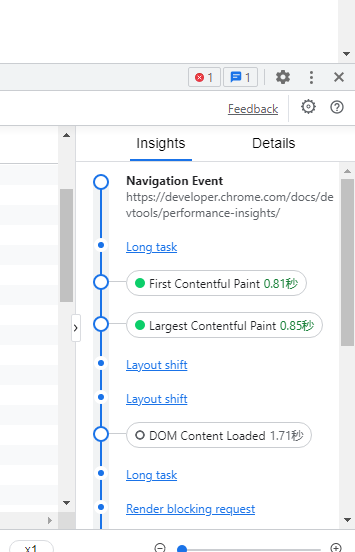 1 1
Feedback
Insights Details
Navigation Event
https://developer.chrome.com/docs/de
vtools/performance-insights/
Long task
First Contentful Paint 0.81秒
Largest Contentful Paint 0.85秒
Layout shift
Layout shift
DOM Content Loaded 1.71秒
Long task
Render blocking request
x1